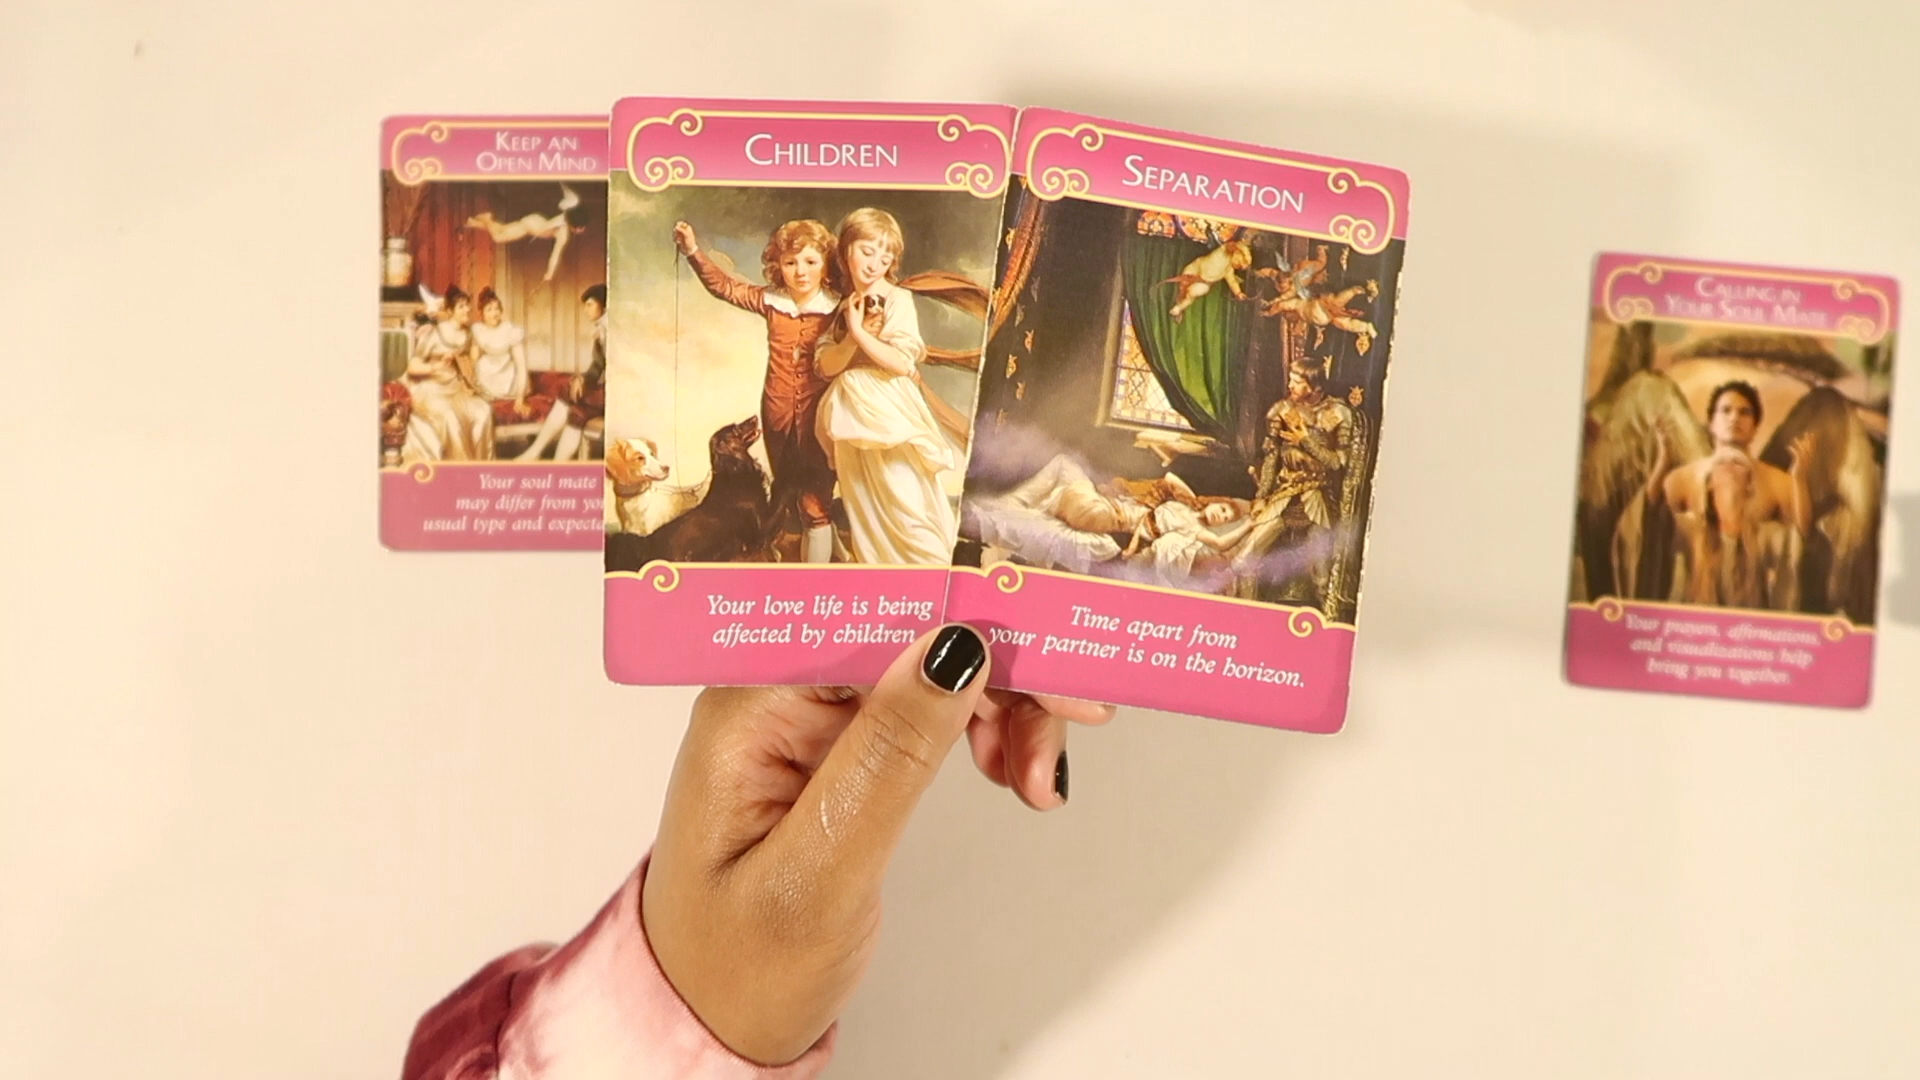 KEEP AN
OPEN MIND
Your soul mate
may differ from yo
usual type and expecta
CHILDREN
Your love life is being
affected by children
SEPARATION
Time apart from
your partner is on the horizon.
CALLING IN
YOUR SOUL MATE
Your prayers, affirmations,
and visualizations help
bring you together.